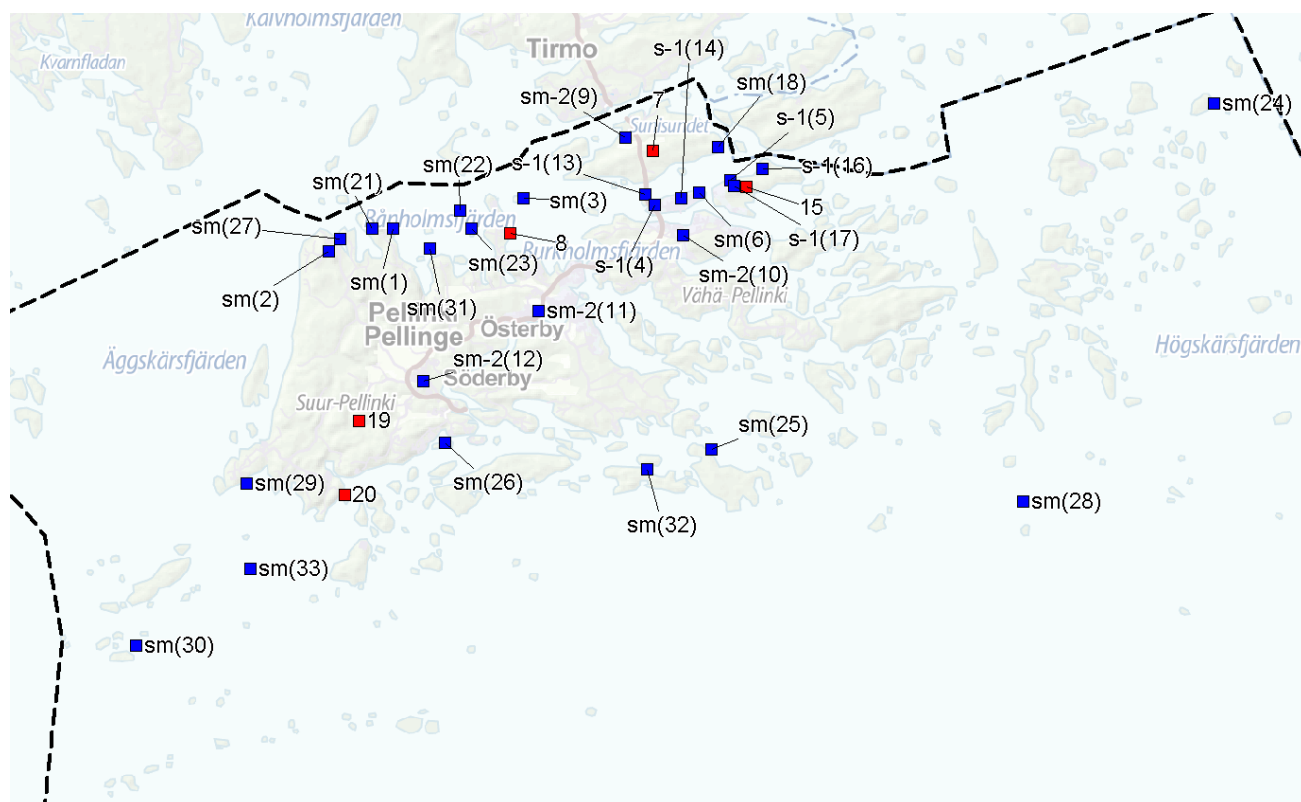 Kalvholmsfjärden
Tirmo
s-1(14)
Kvarnfladan
sm(18)
sm-2(9)
7
sm(24)
s-1(5)
Sundsundet
sm(22)
s-1(13)
s-1(16)
sm(21)
sm(3)
15
Rånholmsfjärden
sm(27)
8
s-1(17)
sm(6)
Burkholmsfjärden
sm(23)
s-1(4)
sm-2(10)
sm(1)
sm(2)
sm(31)
Vähä-Pellinki
Pellinki
sm-2(11)
Pellinge
Österby
Högskärsfjärden
Äggskärsfjärden
sm-2(12)
Söderby
Suur-Pellinki
19
sm(25)
sm(26)
sm(29)
20
sm(28)
sm(32)
sm(33)
sm(30)